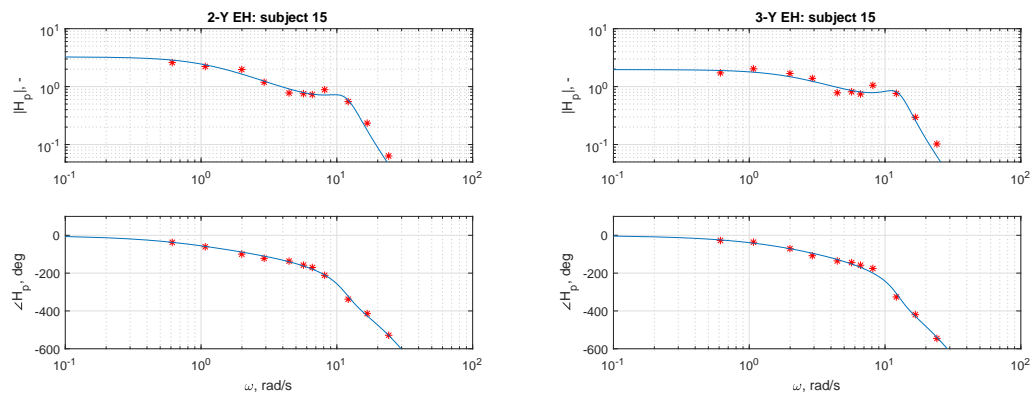 2-Y EH: subject 15
|H_p|, -
10^1
10^0
10^-1
10^-1 10^0 10^1 10^2
∠H_p, deg
0
-200
-400
-600
10^-1 10^0 10^1 10^2
ω, rad/s
3-Y EH: subject 15
|H_p|, -
10^1
10^0
10^-1
10^-1 10^0 10^1 10^2
∠H_p, deg
0
-200
-400
-600
10^-1 10^0 10^1 10^2
ω, rad/s